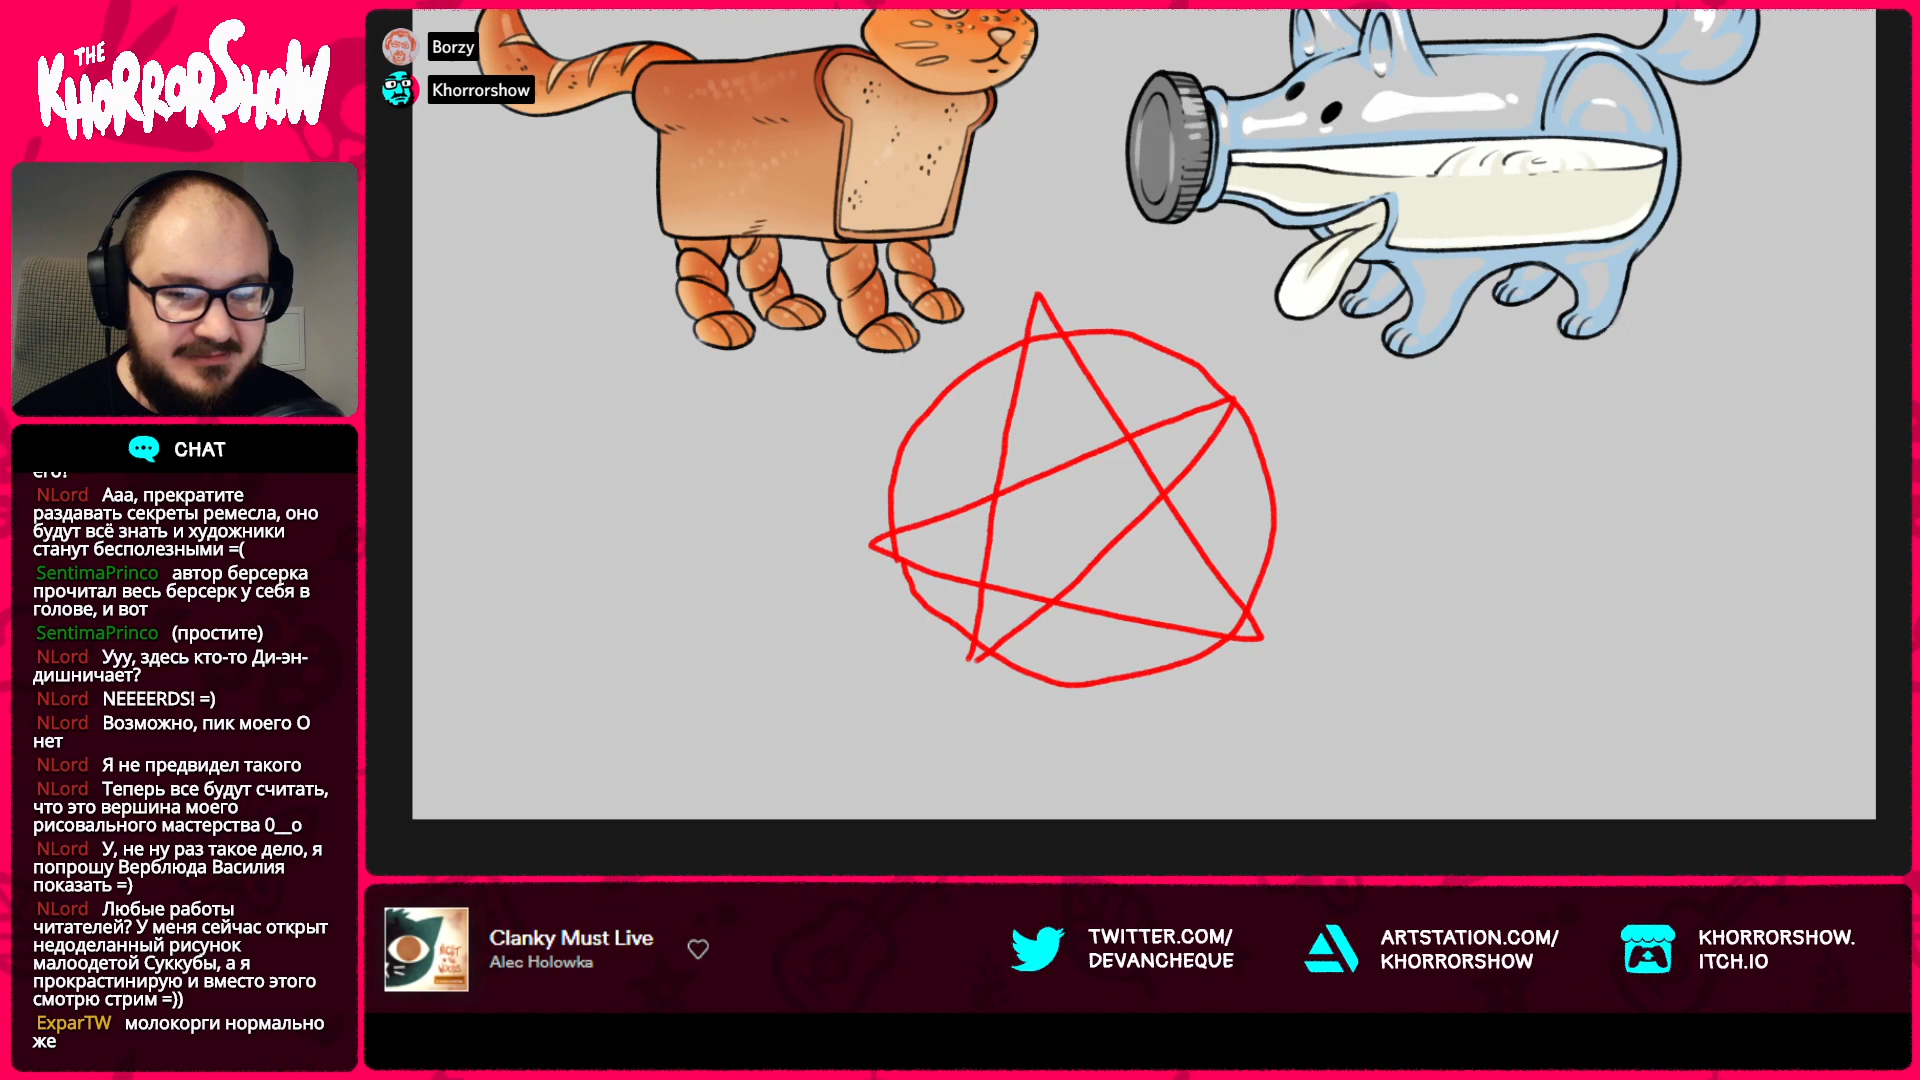 THE
KHORRORSHOW
Borzy
Khorrorshow
CHAT
его?
NLord Ааа, прекратите
раздавать секреты ремесла, оно
будут всё знать и художники
станут бесполезными =(
SentimaPrinco автор берсерка
прочитал весь берсерк у себя в
голове, и вот
SentimaPrinco (простите)
NLord Ууу, здесь кто-то Ди-эн-
дишничает?
NLord NEEEERDS! =)
NLord Возможно, пик моего О
нет
NLord Я не предвидел такого
NLord Теперь все будут считать,
что это вершина моего
рисовального мастерства 0__о
NLord У, не ну раз такое дело, я
попрошу Верблюда Василия
показать =)
NLord Любые работы
читателей? У меня сейчас открыт
недоделанный рисунок
малоодетой Суккубы, а я
прокрастинирую и вместо этого
смотрю стрим =))
ExparTW молокорги нормально
же
Clanky Must Live
Alec Holowka
TWITTER.COM/
DEVANCHEQUE
ARTSTATION.COM/
KHORRORSHOW
KHORRORSHOW.
ITCH.IO